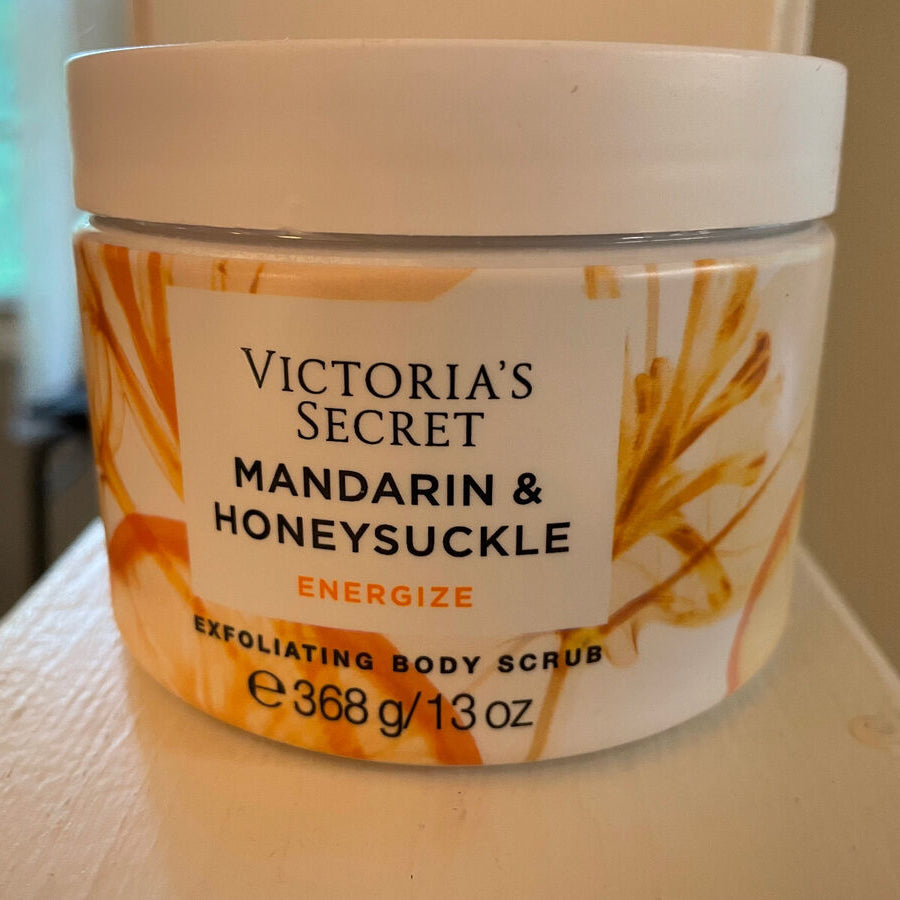 VICTORIA'S
SECRET
MANDARIN &
HONEYSUCKLE
ENERGIZE
EXFOLIATING BODY SCRUB
℮368 g/13 oz